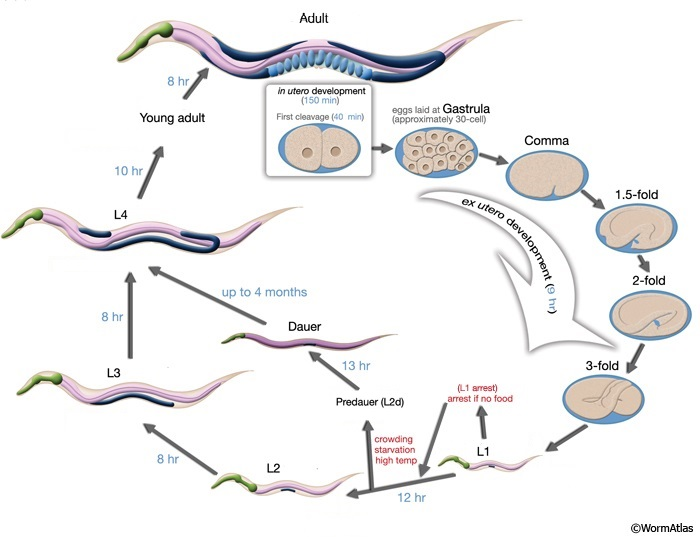 Adult
in utero development
(150 min)
First cleavage (40 min)
eggs laid at Gastrula
(approximately 30-cell)
Comma
1.5-fold
2-fold
3-fold
ex utero development (9 hr)
8 hr
Young adult
10 hr
L4
up to 4 months
8 hr
Dauer
13 hr
L3
Predauer (L2d)
(L1 arrest)
arrest if no food
crowding
starvation
high temp
L1
8 hr
L2
12 hr
©WormAtlas